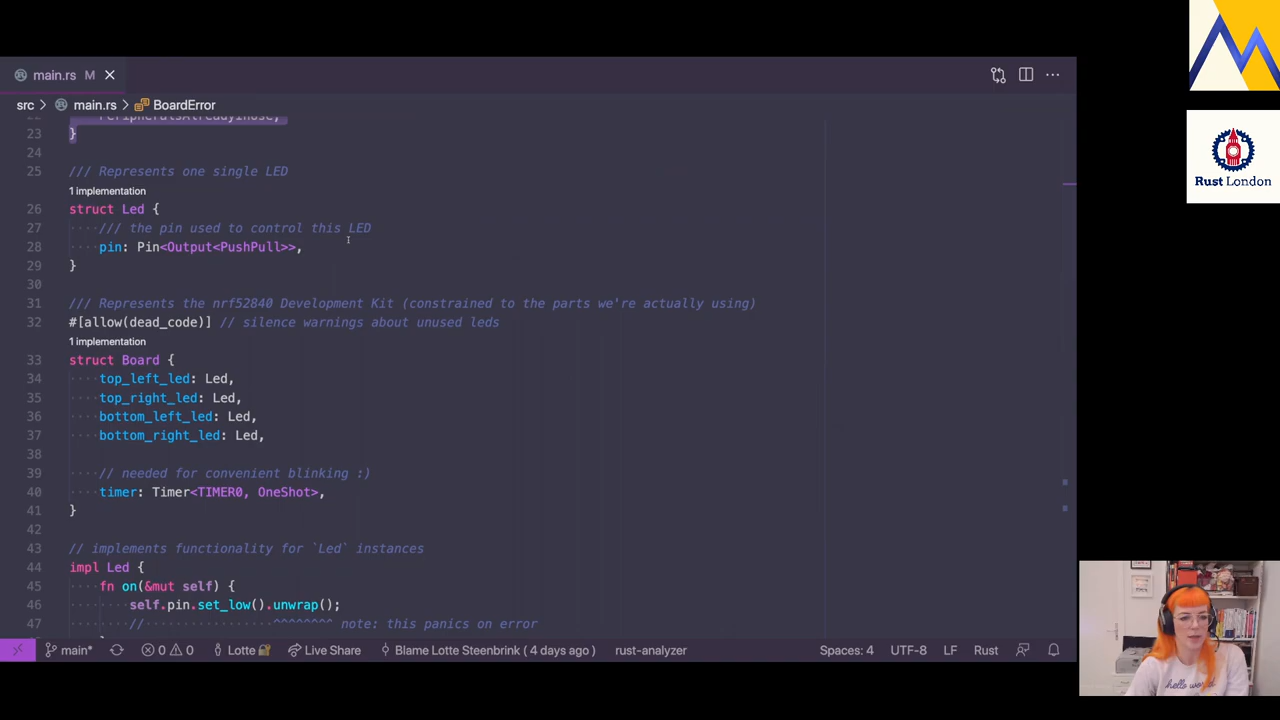 main.rs M
src > main.rs > BoardError
22 PeripheralsAlreadyInUse,
23 }
24
25 /// Represents one single LED
1 implementation
26 struct Led {
27 /// the pin used to control this LED
28 pin: Pin<Output<PushPull>>,
29 }
30
31 /// Represents the nrf52840 Development Kit (constrained to the parts we're actually using)
32 #[allow(dead_code)] // silence warnings about unused leds
1 implementation
33 struct Board {
34 top_left_led: Led,
35 top_right_led: Led,
36 bottom_left_led: Led,
37 bottom_right_led: Led,
38
39 // needed for convenient blinking :)
40 timer: Timer<TIMER0, OneShot>,
41 }
42
43 // implements functionality for `Led` instances
44 impl Led {
45 fn on(&mut self) {
46 self.pin.set_low().unwrap();
47 // ^^^^^^^^ note: this panics on error
main* 0 0 Lotte Live Share Blame Lotte Steenbrink ( 4 days ago ) rust-analyzer Spaces: 4 UTF-8 LF Rust
Rust London
hello world